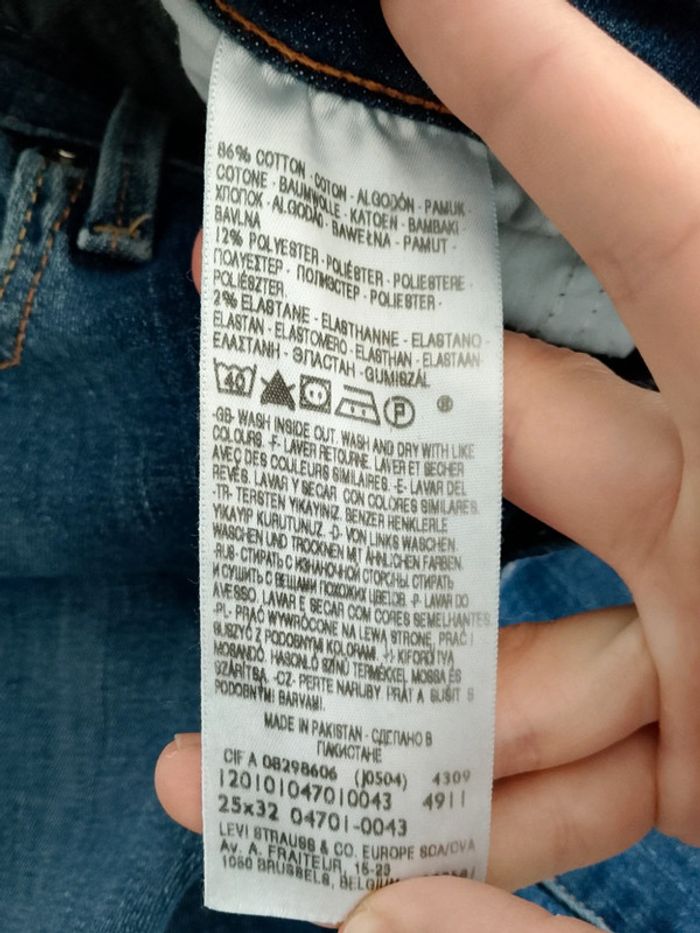 86% COTTON · COTON · ALGODÓN · PAMUK ·
COTONE · BAUMWOLLE · KATOEN · BAMBAKI ·
ХЛОПОК · ALGODÃO · BAWEŁNA · PAMUT ·
BAVLNA
12% POLYESTER · POLIÉSTER · POLIESTERE ·
ΠΟΛΥΕΣΤΕΡ · ПОЛИЭСТЕР · POLIESTER ·
POLIÉSZTER
2% ELASTANE · ELASTHANNE · ELASTANO ·
ELASTAN · ELASTOMERO · ELASTHAN · ELASTAAN
ΕΛΑΣΤΑΝΗ · ЭЛАСТАН · GUMISZÁL
40 P ®
-GB- WASH INSIDE OUT. WASH AND DRY WITH LIKE
COLOURS. -F- LAVER RETOURNE. LAVER ET SECHER
AVEC DES COULEURS SIMILAIRES. -E- LAVAR DEL
REVÉS. LAVAR Y SECAR CON COLORES SIMILARES.
-TR- TERSTEN YIKAYINIZ. BENZER RENKLERLE
YIKAYIP KURUTUNUZ. -D- VON LINKS WASCHEN.
WASCHEN UND TROCKNEN MIT ÄHNLICHEN FARBEN.
-RUS- СТИРАТЬ С ИЗНАНОЧНОЙ СТОРОНЫ. СТИРАТЬ
И СУШИТЬ С ВЕЩАМИ ПОХОЖИХ ЦВЕТОВ. -P- LAVAR DO
AVESSO. LAVAR E SECAR COM CORES SEMELHANTES.
-PL- PRAĆ WYWRÓCONE NA LEWĄ STRONĘ. PRAĆ I
SUSZYĆ Z PODOBNYM KOLORAM. -H- KIFORDÍTVA
MOSANDÓ. HASONLÓ SZÍNŰ TERMÉKKEL MOSSA ÉS
SZÁRÍTSA. -CZ- PERTE NARUBY. PRÁT A SUŠIT S
PODOBNÝMI BARVAMI.
MADE IN PAKISTAN - СДЕЛАНО В
ПАКИСТАНЕ
CIF A 08298606 (J0504) 4309
120101047010043 4911
25x32 04701-0043
LEVI STRAUSS & CO. EUROPE SCA/CVA
AV. A. FRAITEUR, 15-23
1050 BRUSSELS, BELGIUM